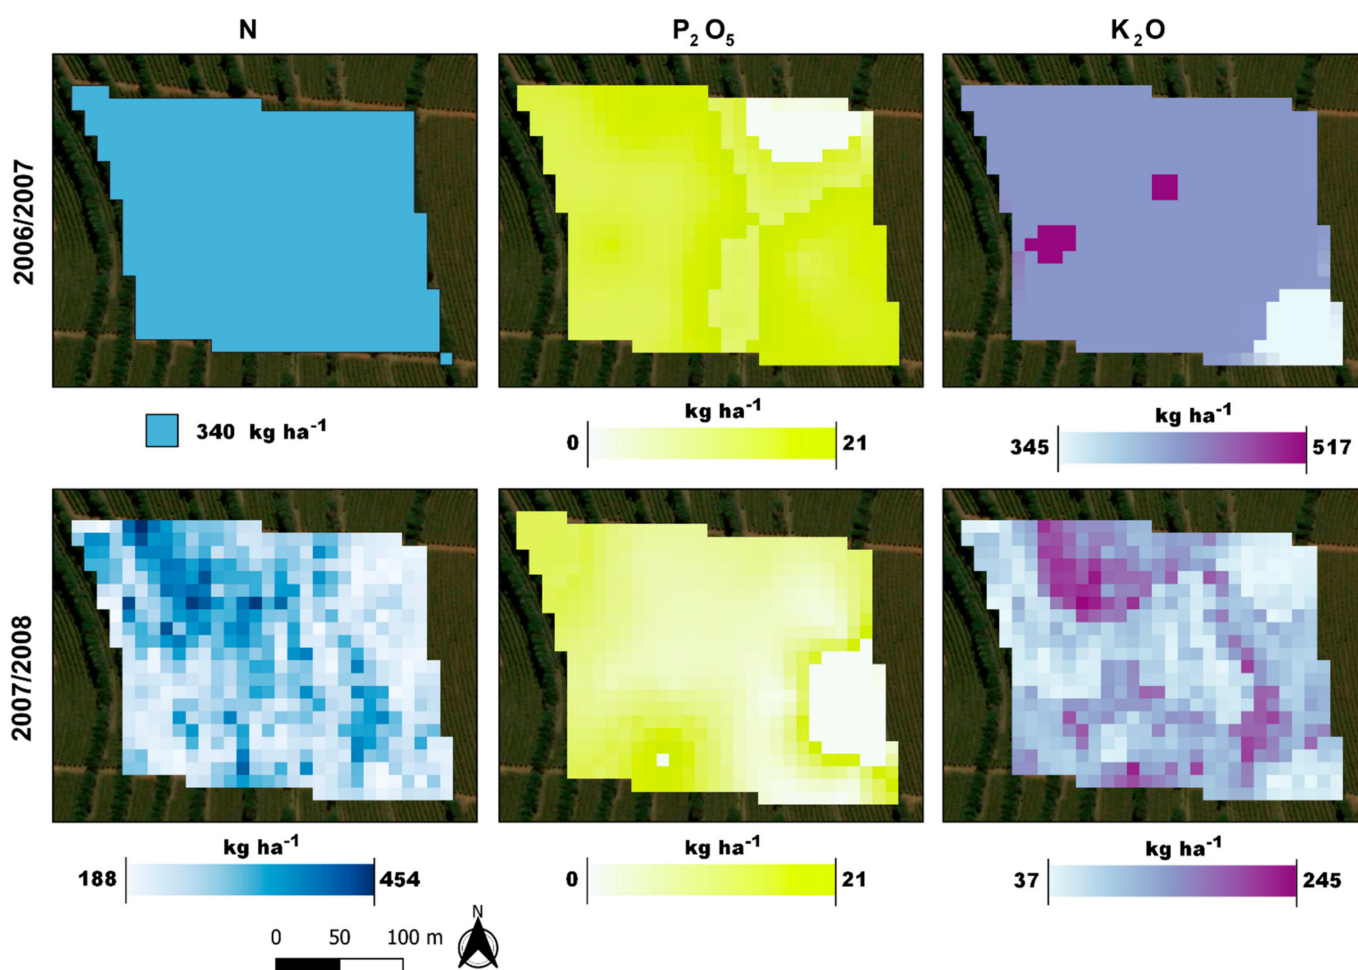 N P₂O₅ K₂O
2006/2007
340 kg ha⁻¹
kg ha⁻¹
0 21
kg ha⁻¹
345 517
2007/2008
kg ha⁻¹
188 454
kg ha⁻¹
0 21
kg ha⁻¹
37 245
0 50 100 m
N